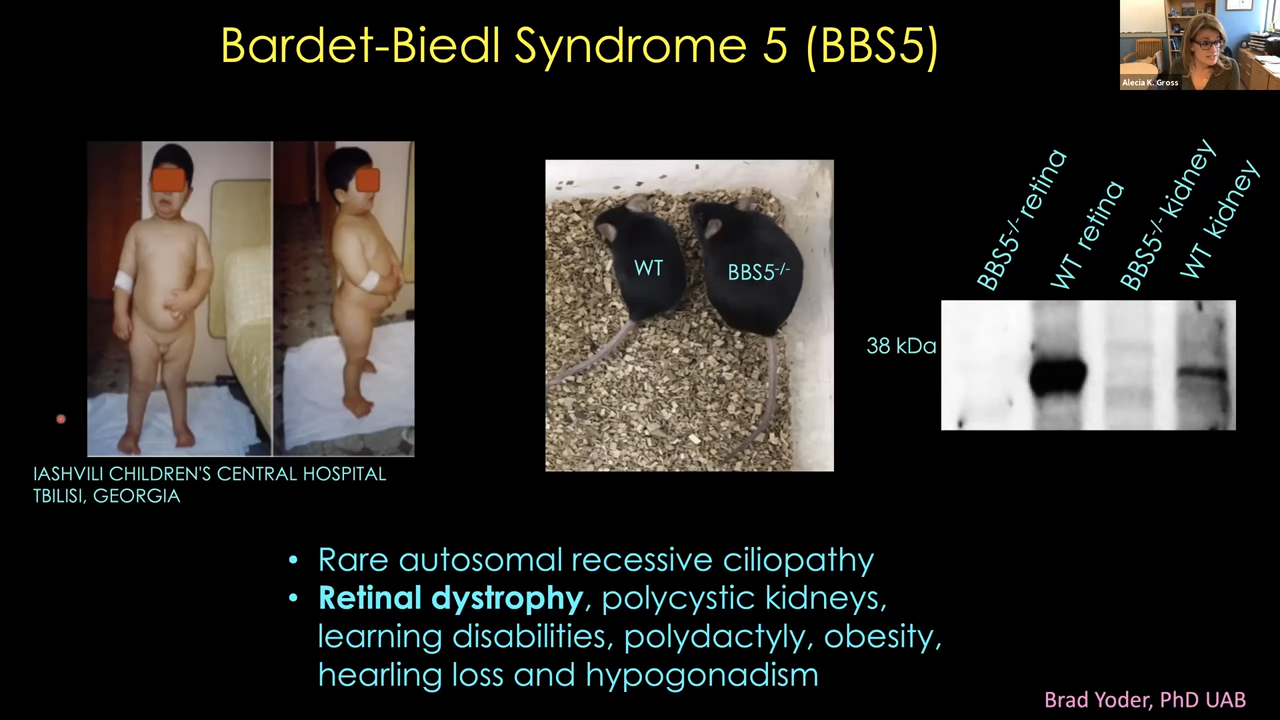 Bardet-Biedl Syndrome 5 (BBS5)
Alecia K. Gross
BBS5-/- retina
WT retina
BBS5-/- kidney
WT kidney
WT
BBS5-/-
38 kDa
IASHVILI CHILDREN'S CENTRAL HOSPITAL
TBILISI, GEORGIA
• Rare autosomal recessive ciliopathy
• Retinal dystrophy, polycystic kidneys,
learning disabilities, polydactyly, obesity,
hearling loss and hypogonadism
Brad Yoder, PhD UAB